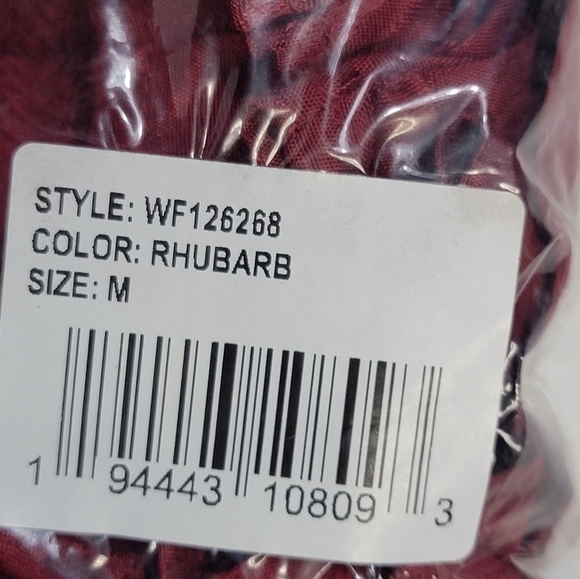 STYLE: WF126268
COLOR: RHUBARB
SIZE: M
1 94443 10809 3